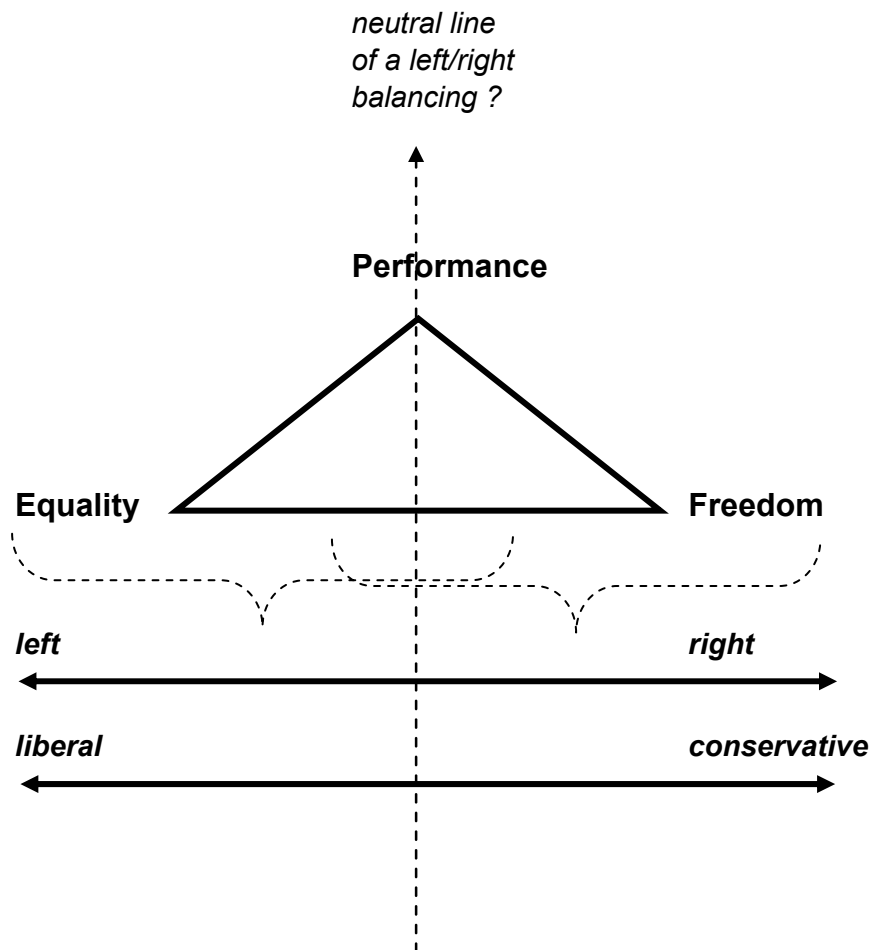 neutral line
of a left/right
balancing ?
Performance
Equality Freedom
left right
liberal conservative